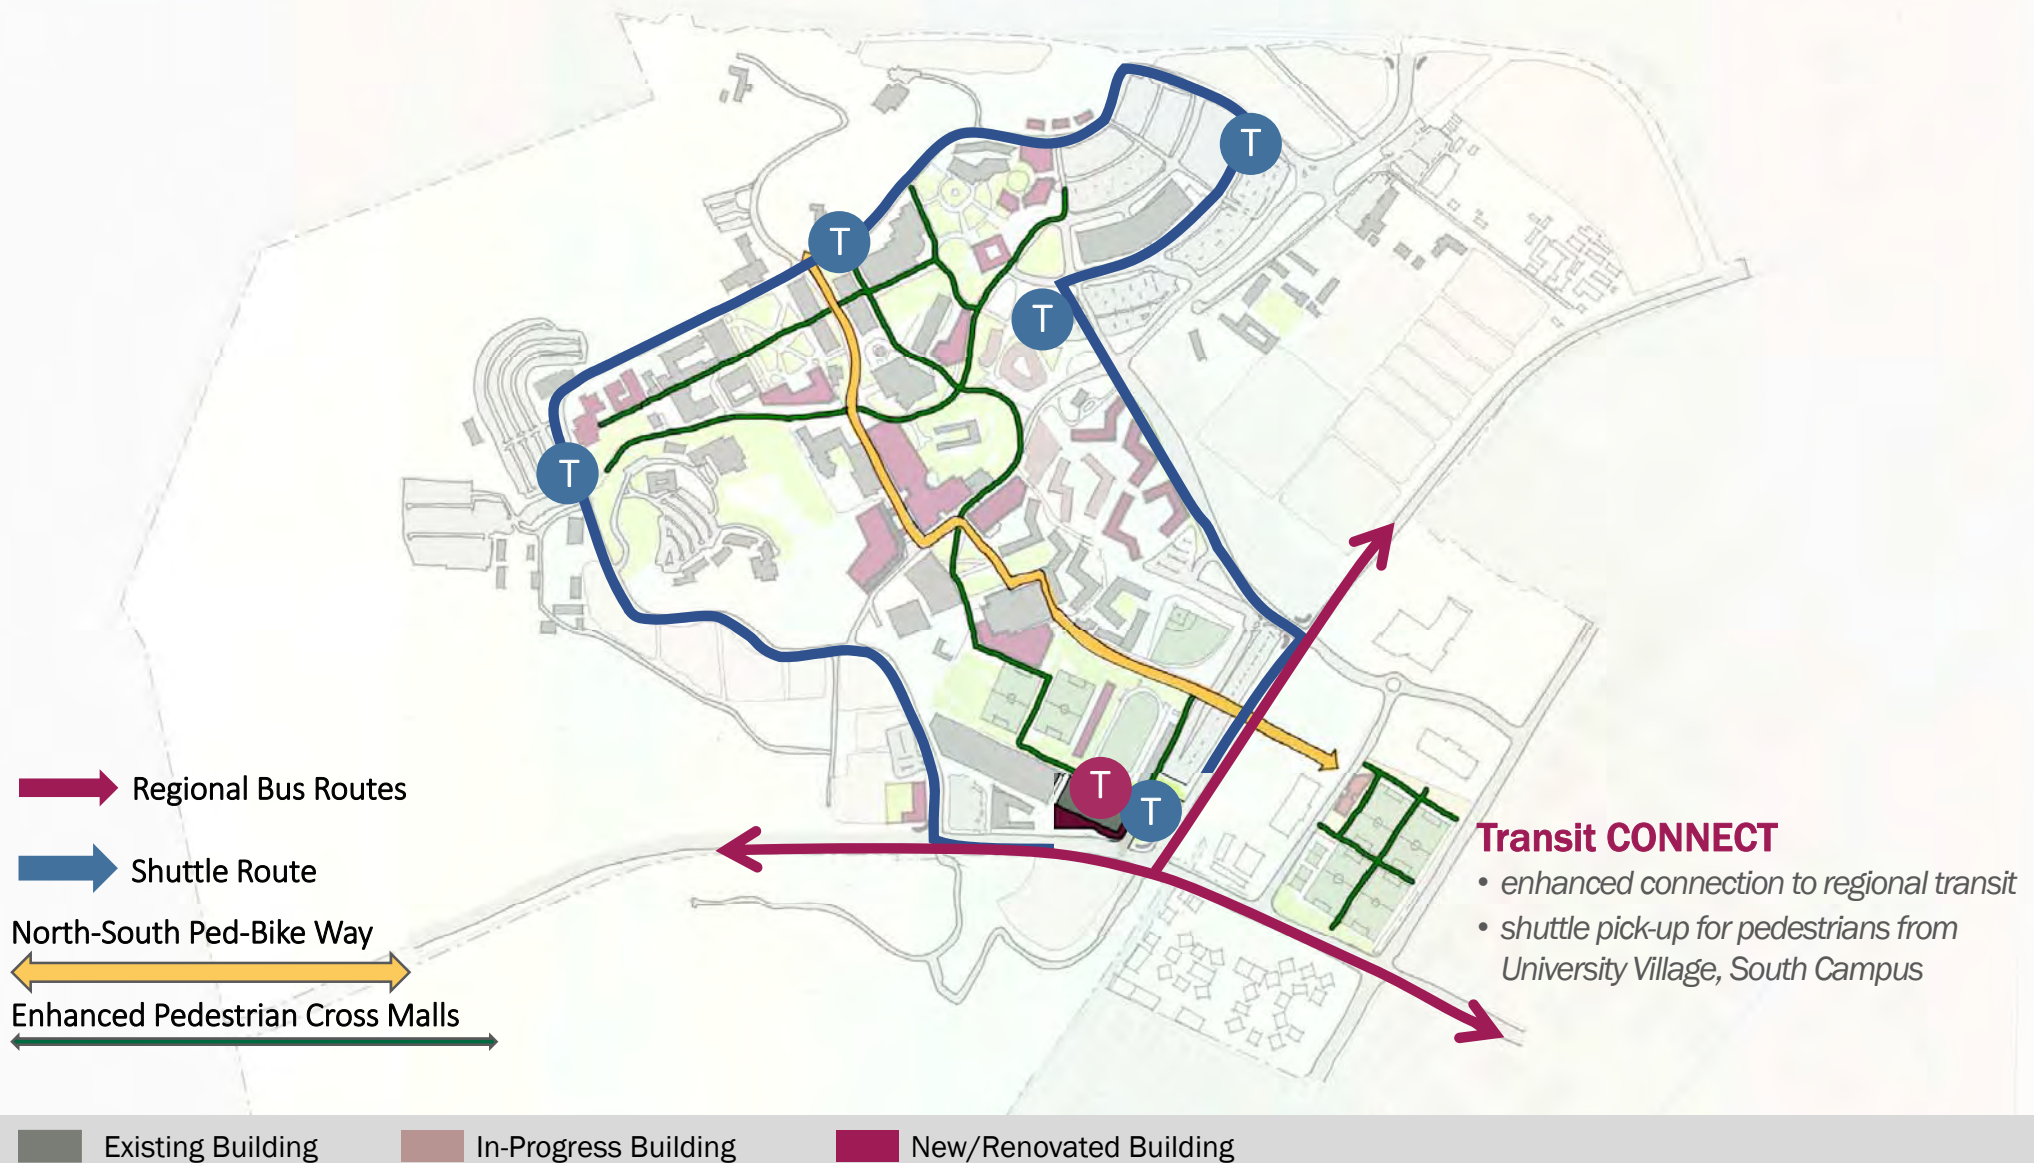 T
T
T
T
T
T
Regional Bus Routes
Shuttle Route
North-South Ped-Bike Way
Enhanced Pedestrian Cross Malls
Transit CONNECT
• enhanced connection to regional transit
• shuttle pick-up for pedestrians from
University Village, South Campus
Existing Building
In-Progress Building
New/Renovated Building